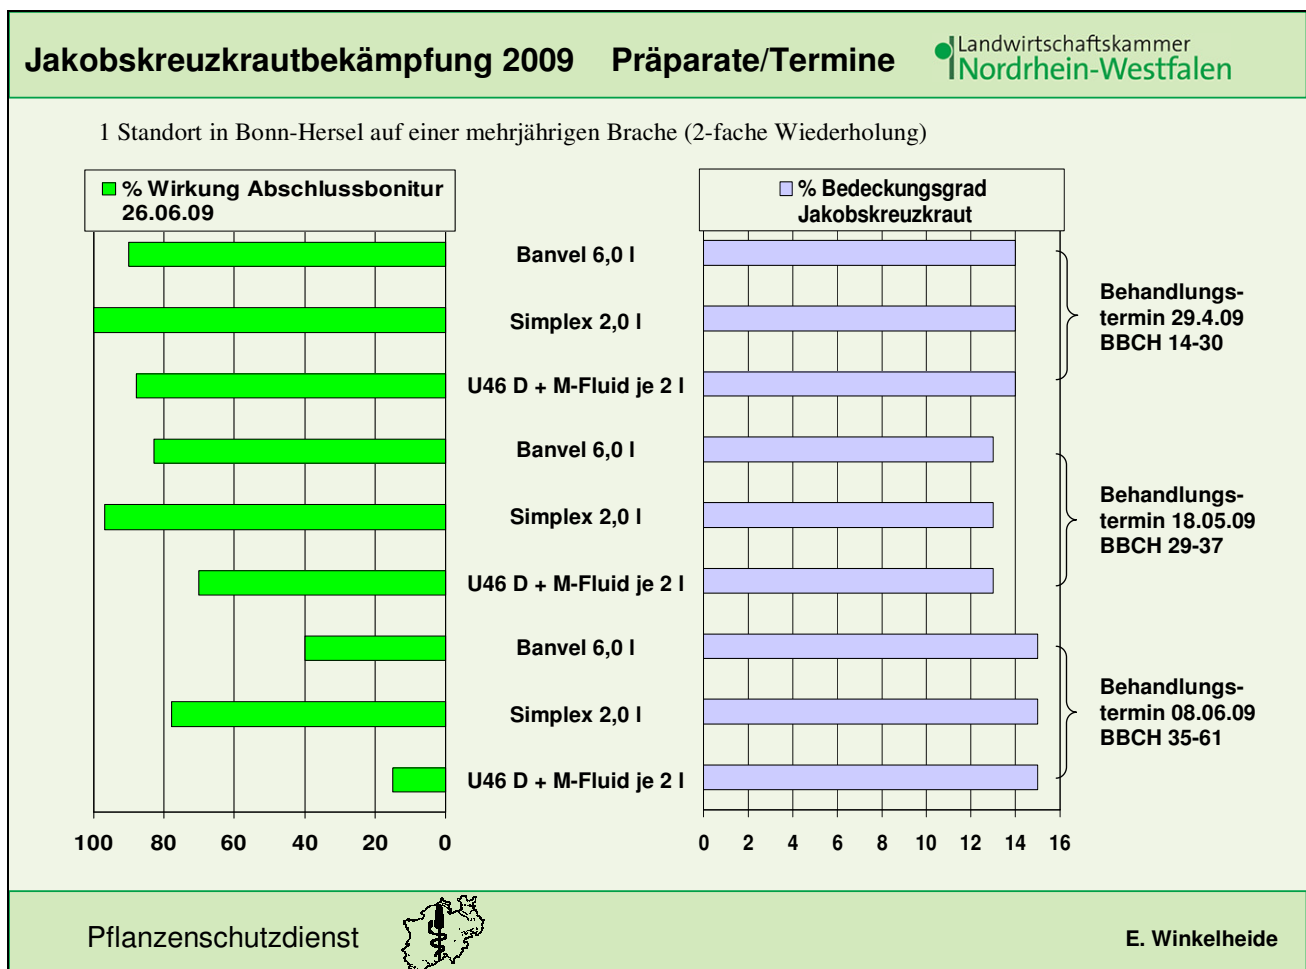 Jakobskreuzkrautbekämpfung 2009 Präparate/Termine
Landwirtschaftskammer
Nordrhein-Westfalen
1 Standort in Bonn-Hersel auf einer mehrjährigen Brache (2-fache Wiederholung)
% Wirkung Abschlussbonitur
26.06.09
% Bedeckungsgrad
Jakobskreuzkraut
Banvel 6,0 l
Simplex 2,0 l
U46 D + M-Fluid je 2 l
Behandlungs-
termin 29.4.09
BBCH 14-30
Banvel 6,0 l
Simplex 2,0 l
U46 D + M-Fluid je 2 l
Behandlungs-
termin 18.05.09
BBCH 29-37
Banvel 6,0 l
Simplex 2,0 l
U46 D + M-Fluid je 2 l
Behandlungs-
termin 08.06.09
BBCH 35-61
100 80 60 40 20 0
0 2 4 6 8 10 12 14 16
Pflanzenschutzdienst
E. Winkelheide